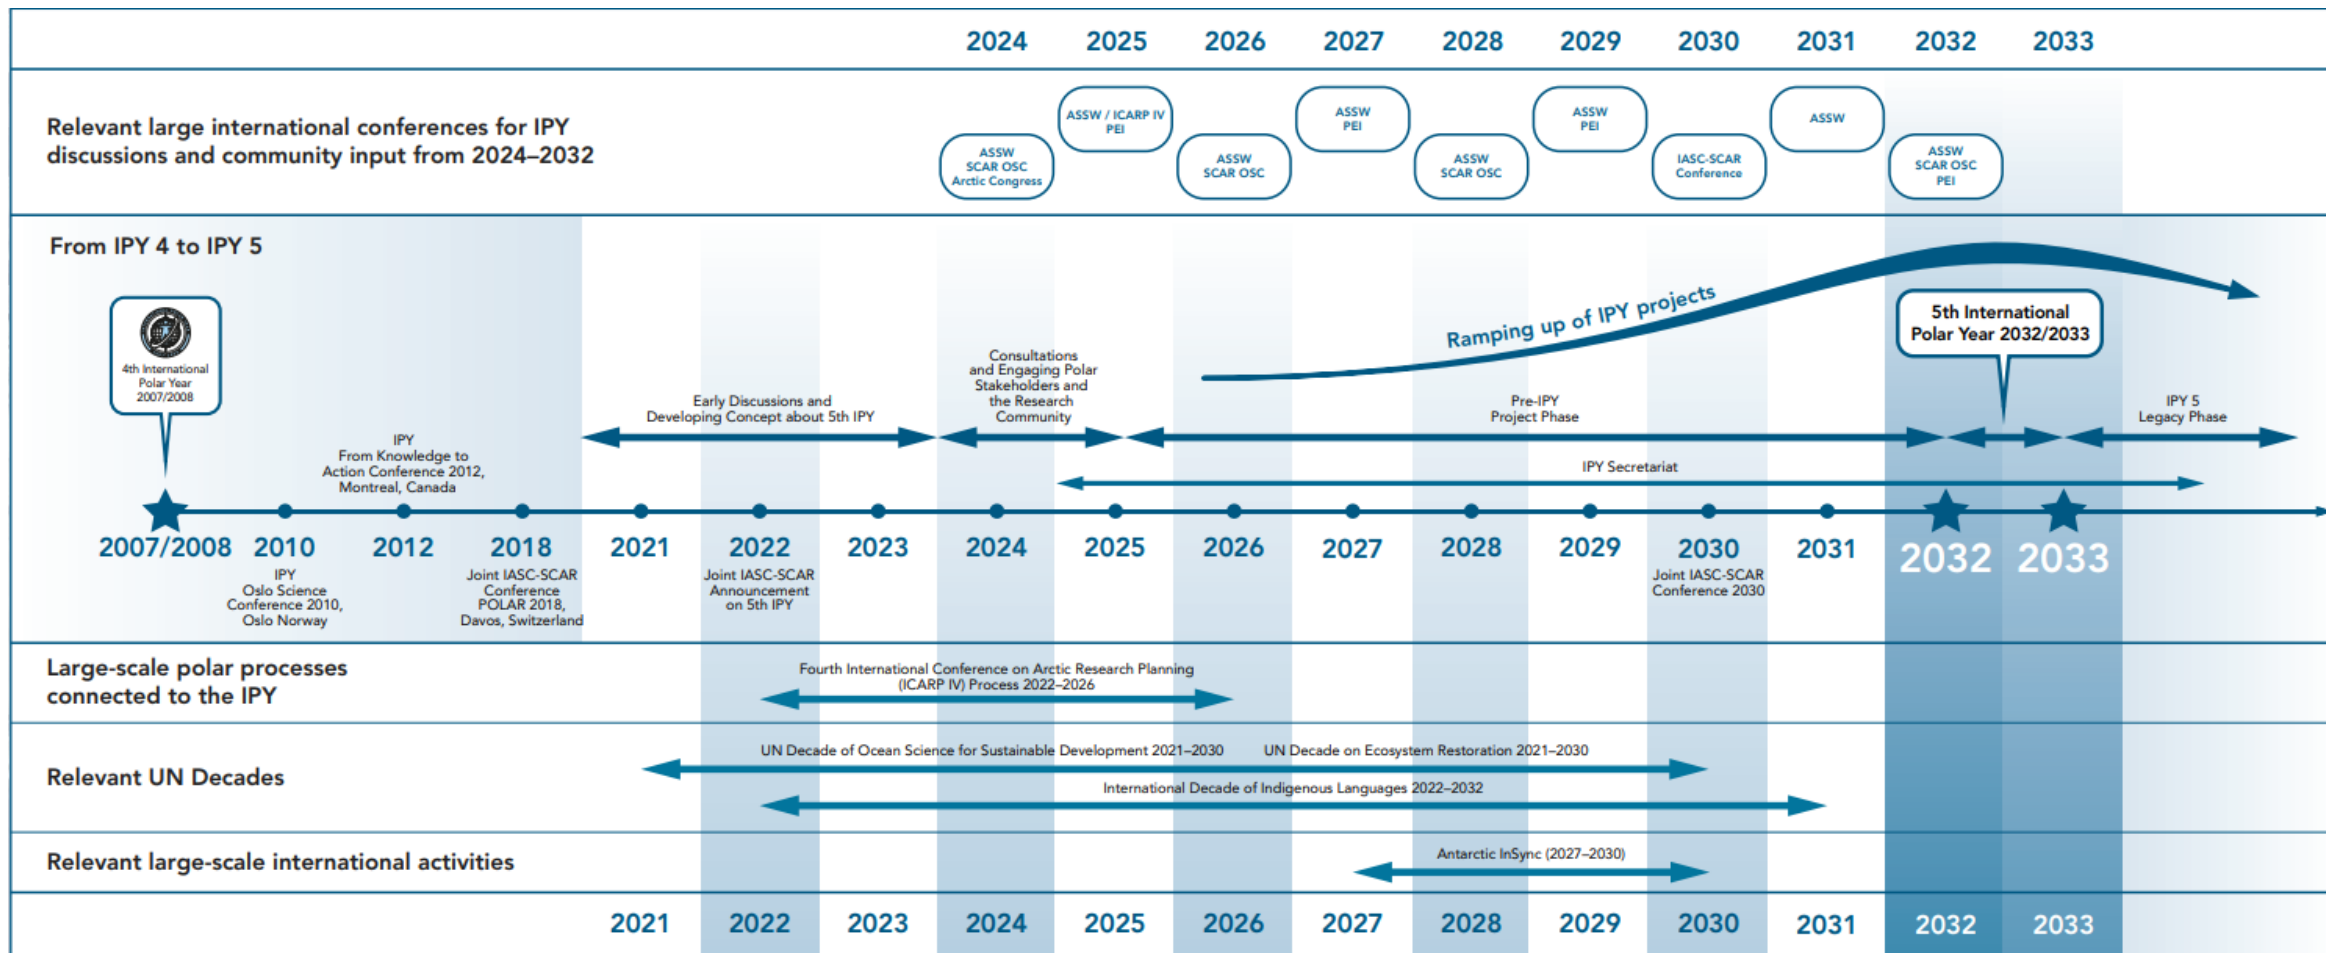 2024 2025 2026 2027 2028 2029 2030 2031 2032 2033
Relevant large international conferences for IPY
discussions and community input from 2024–2032
ASSW
SCAR OSC
Arctic Congress
ASSW / ICARP IV
PEI
ASSW
SCAR OSC
ASSW
PEI
ASSW
SCAR OSC
ASSW
PEI
IASC-SCAR
Conference
ASSW
ASSW
SCAR OSC
PEI
From IPY 4 to IPY 5
4th International
Polar Year
2007/2008
IPY
From Knowledge to
Action Conference 2012,
Montreal, Canada
Early Discussions and
Developing Concept about 5th IPY
Consultations
and Engaging Polar
Stakeholders and
the Research
Community
Ramping up of IPY projects
Pre-IPY
Project Phase
5th International
Polar Year 2032/2033
IPY 5
Legacy Phase
IPY Secretariat
2007/2008 2010 2012 2018 2021 2022 2023 2024 2025 2026 2027 2028 2029 2030 2031 2032 2033
IPY
Oslo Science
Conference 2010,
Oslo Norway
Joint IASC-SCAR
Conference
POLAR 2018,
Davos, Switzerland
Joint IASC-SCAR
Announcement
on 5th IPY
Joint IASC-SCAR
Conference 2030
Large-scale polar processes
connected to the IPY
Fourth International Conference on Arctic Research Planning
(ICARP IV) Process 2022–2026
Relevant UN Decades
UN Decade of Ocean Science for Sustainable Development 2021–2030
UN Decade on Ecosystem Restoration 2021–2030
International Decade of Indigenous Languages 2022–2032
Relevant large-scale international activities
Antarctic InSync (2027–2030)
2021 2022 2023 2024 2025 2026 2027 2028 2029 2030 2031 2032 2033